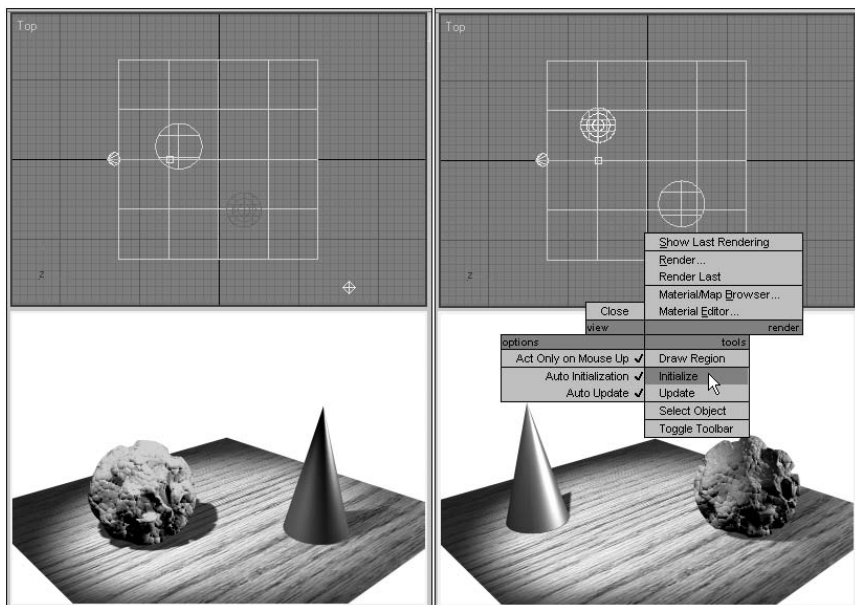 Top
z
Top
z
Show Last Rendering
Render...
Render Last
Material/Map Browser...
Material Editor...
Close
view
render
options
tools
Act Only on Mouse Up ✓
Draw Region
Auto Initialization ✓
Initialize
Auto Update ✓
Update
Select Object
Toggle Toolbar